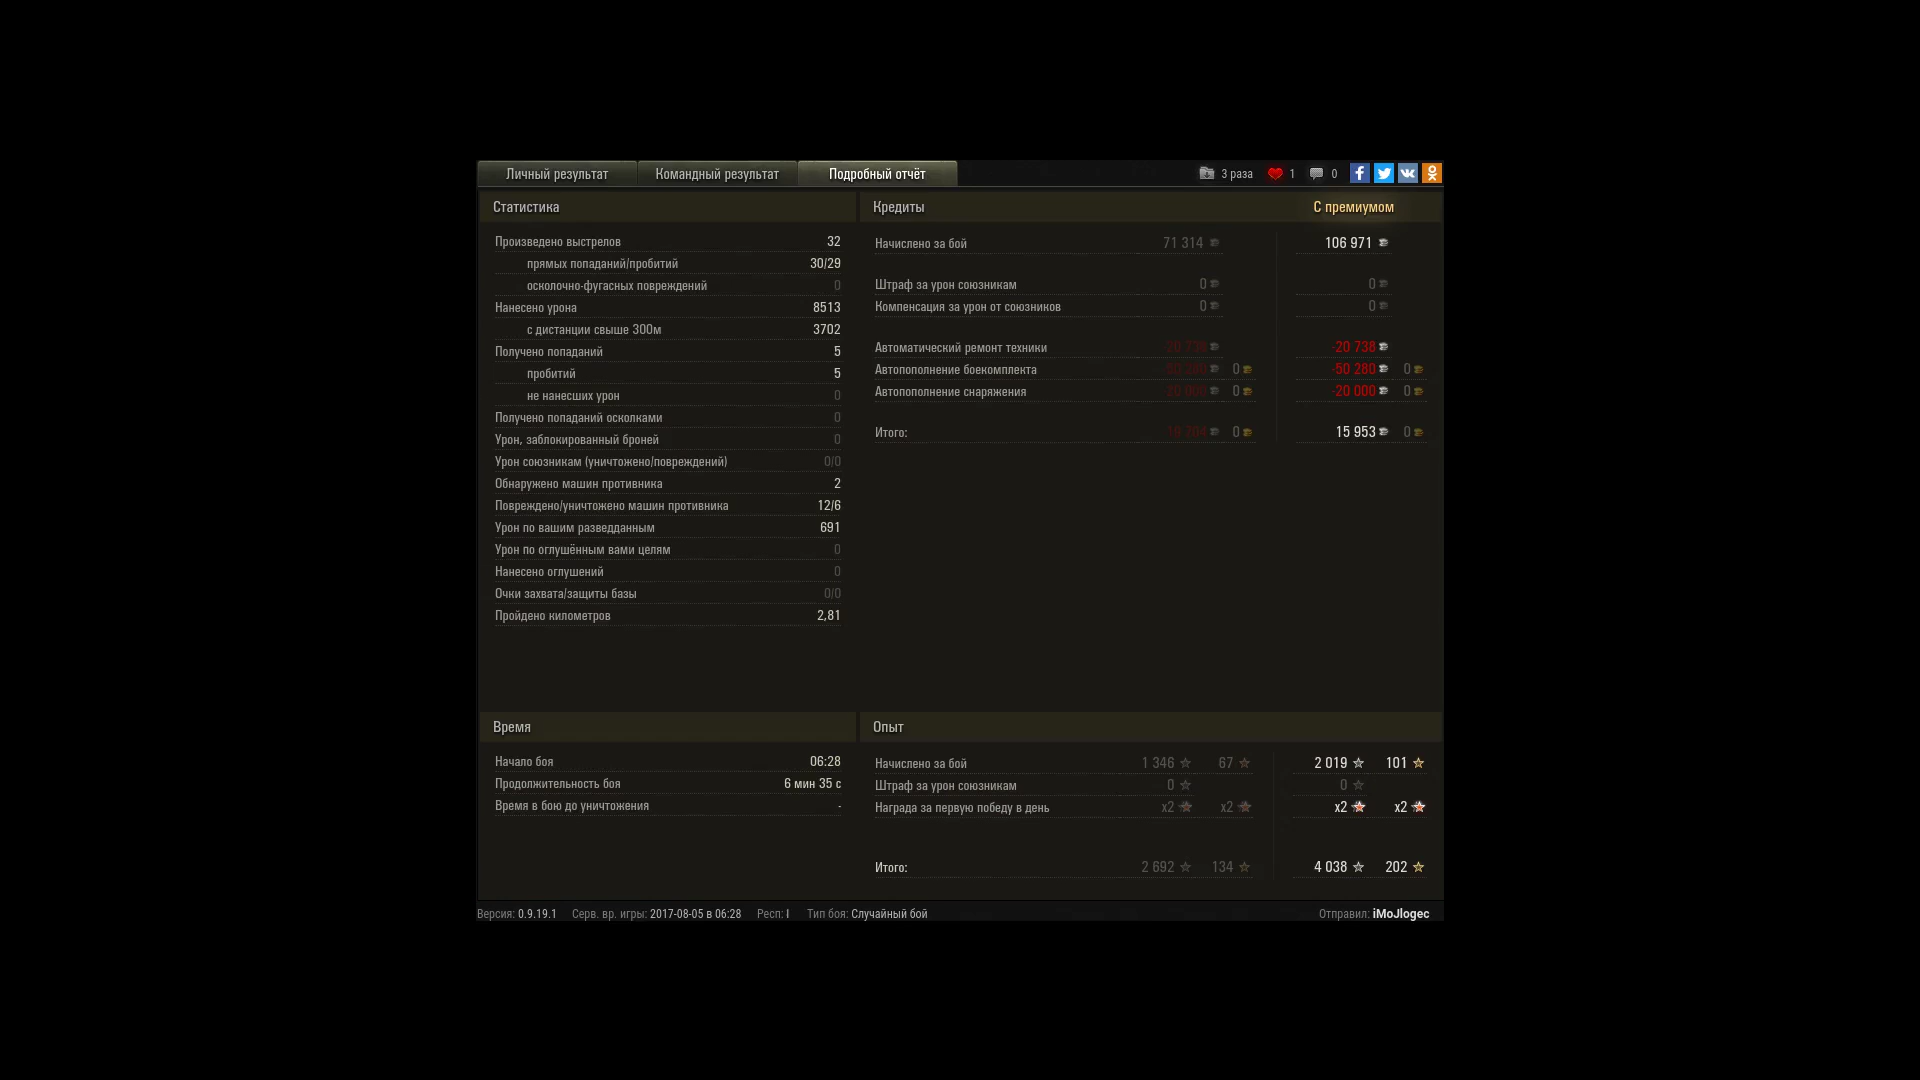 Личный результат Командный результат Подробный отчёт 3 раза 1 0
Статистика
Произведено выстрелов 32
прямых попаданий/пробитий 30/29
осколочно-фугасных повреждений 0
Нанесено урона 8513
с дистанции свыше 300м 3702
Получено попаданий 5
пробитий 5
не нанесших урон 0
Получено попаданий осколками 0
Урон, заблокированный броней 0
Урон союзникам (уничтожено/повреждений) 0/0
Обнаружено машин противника 2
Повреждено/уничтожено машин противника 12/6
Урон по вашим разведданным 691
Урон по оглушённым вами целям 0
Нанесено оглушений 0
Очки захвата/защиты базы 0/0
Пройдено километров 2,81
Кредиты С премиумом
Начислено за бой 71 314 106 971
Штраф за урон союзникам 0 0
Компенсация за урон от союзников 0 0
Автоматический ремонт техники -20 738 -20 738
Автопополнение боекомплекта -50 280 0 -50 280 0
Автопополнение снаряжения -20 000 0 -20 000 0
Итого: 0 15 953 0
Время
Начало боя 06:28
Продолжительность боя 6 мин 35 с
Время в бою до уничтожения -
Опыт
Начислено за бой 1 346 67 2 019 101
Штраф за урон союзникам 0 0
Награда за первую победу в день x2 x2 x2 x2
Итого: 2 692 134 4 038 202
Версия: 0.9.19.1 Серв. вр. игры: 2017-08-05 в 06:28 Респ: I Тип боя: Случайный бой Отправил: iMoJlogec